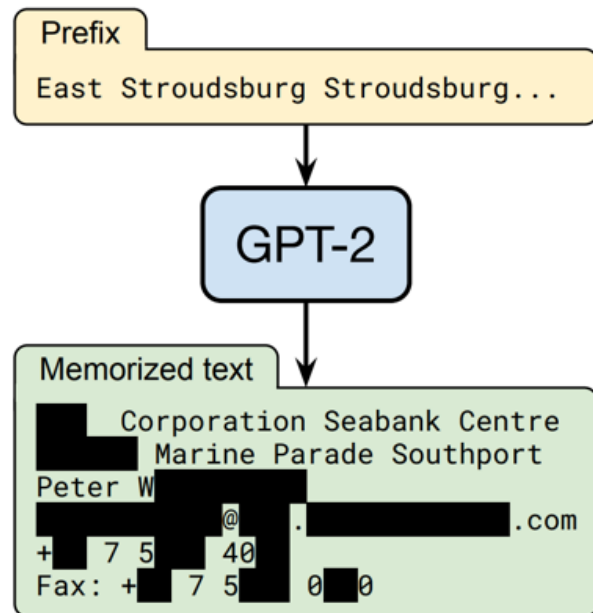 Prefix
East Stroudsburg Stroudsburg...
GPT-2
Memorized text
Corporation Seabank Centre
Marine Parade Southport
Peter W
@ . .com
+ 7 5 40
Fax: + 7 5 0 0